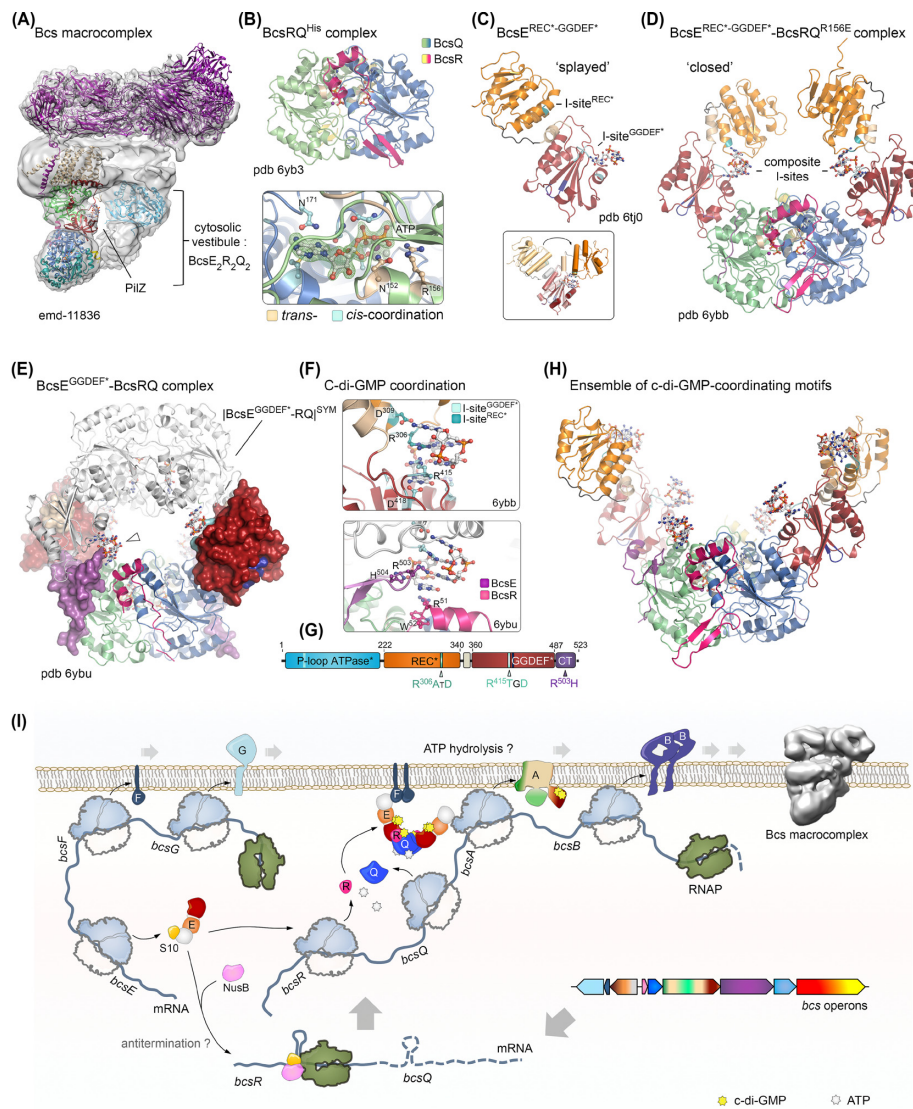 (A)
Bcs macrocomplex
cytosolic
vestibule :
BcsE2R2Q2
PilZ
emd-11836
(B)
BcsRQHis complex
BcsQ
BcsR
pdb 6yb3
N171
ATP
N152
R156
trans- cis-coordination
(C)
BcsEREC*-GGDEF*
'splayed'
I-siteREC*
I-siteGGDEF*
pdb 6tj0
(D)
BcsEREC*-GGDEF*-BcsRQR156E complex
'closed'
composite
I-sites
pdb 6ybb
(E)
BcsEGGDEF*-BcsRQ complex
|BcsEGGDEF*-RQ|SYM
pdb 6ybu
(F)
C-di-GMP coordination
D309
I-siteGGDEF*
I-siteREC*
R306
R415
D418
6ybb
R503
H504
BcsE
BcsR
R51
6ybu
(G)
1 222 340 360 487 523
P-loop ATPase* REC* GGDEF* CT
R306ATD R415TGD R503H
(H)
Ensemble of c-di-GMP-coordinating motifs
(I)
G
ATP hydrolysis ?
B
B
F
F
A
E
R
Q
Bcs macrocomplex
bcsF
bcsG
bcsA
bcsB
RNAP
R
Q
E
S10
bcsQ
bcsE
bcsR
mRNA
NusB
bcs operons
antitermination ?
mRNA
bcsR
bcsQ
c-di-GMP ATP